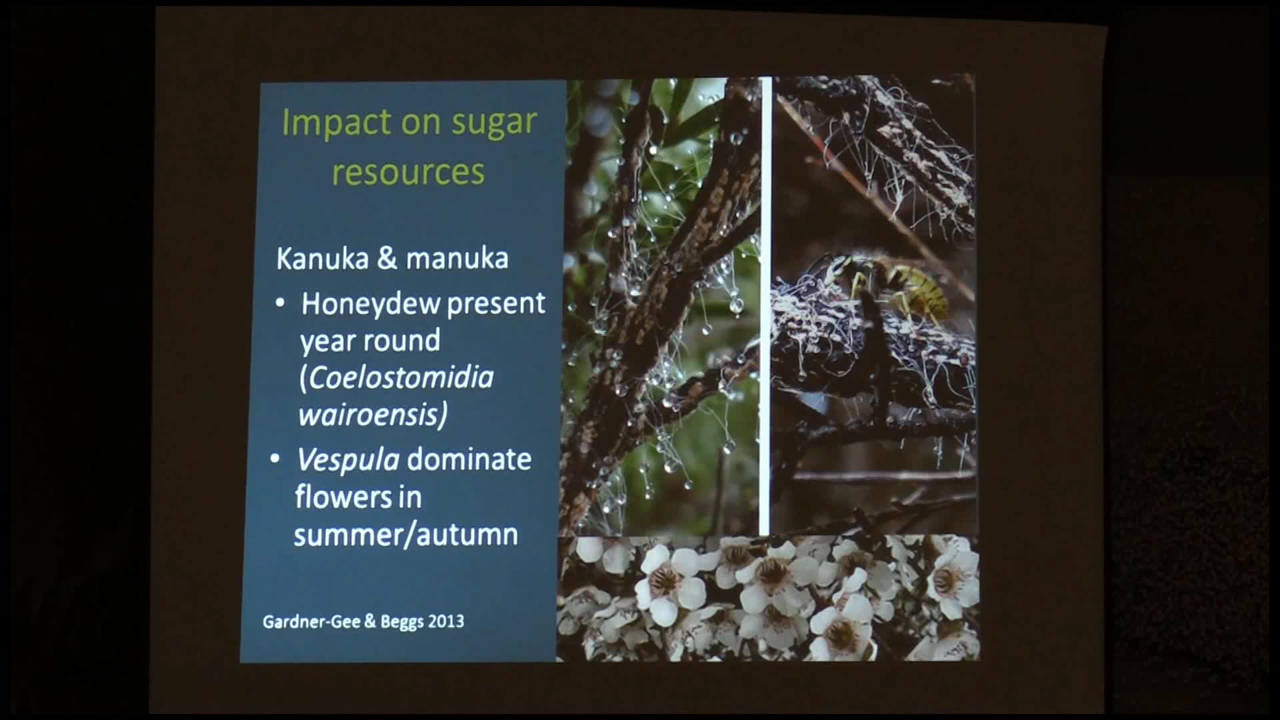 Impact on sugar
resources
Kanuka & manuka
• Honeydew present
year round
(Coelostomidia
wairoensis)
• Vespula dominate
flowers in
summer/autumn
Gardner-Gee & Beggs 2013